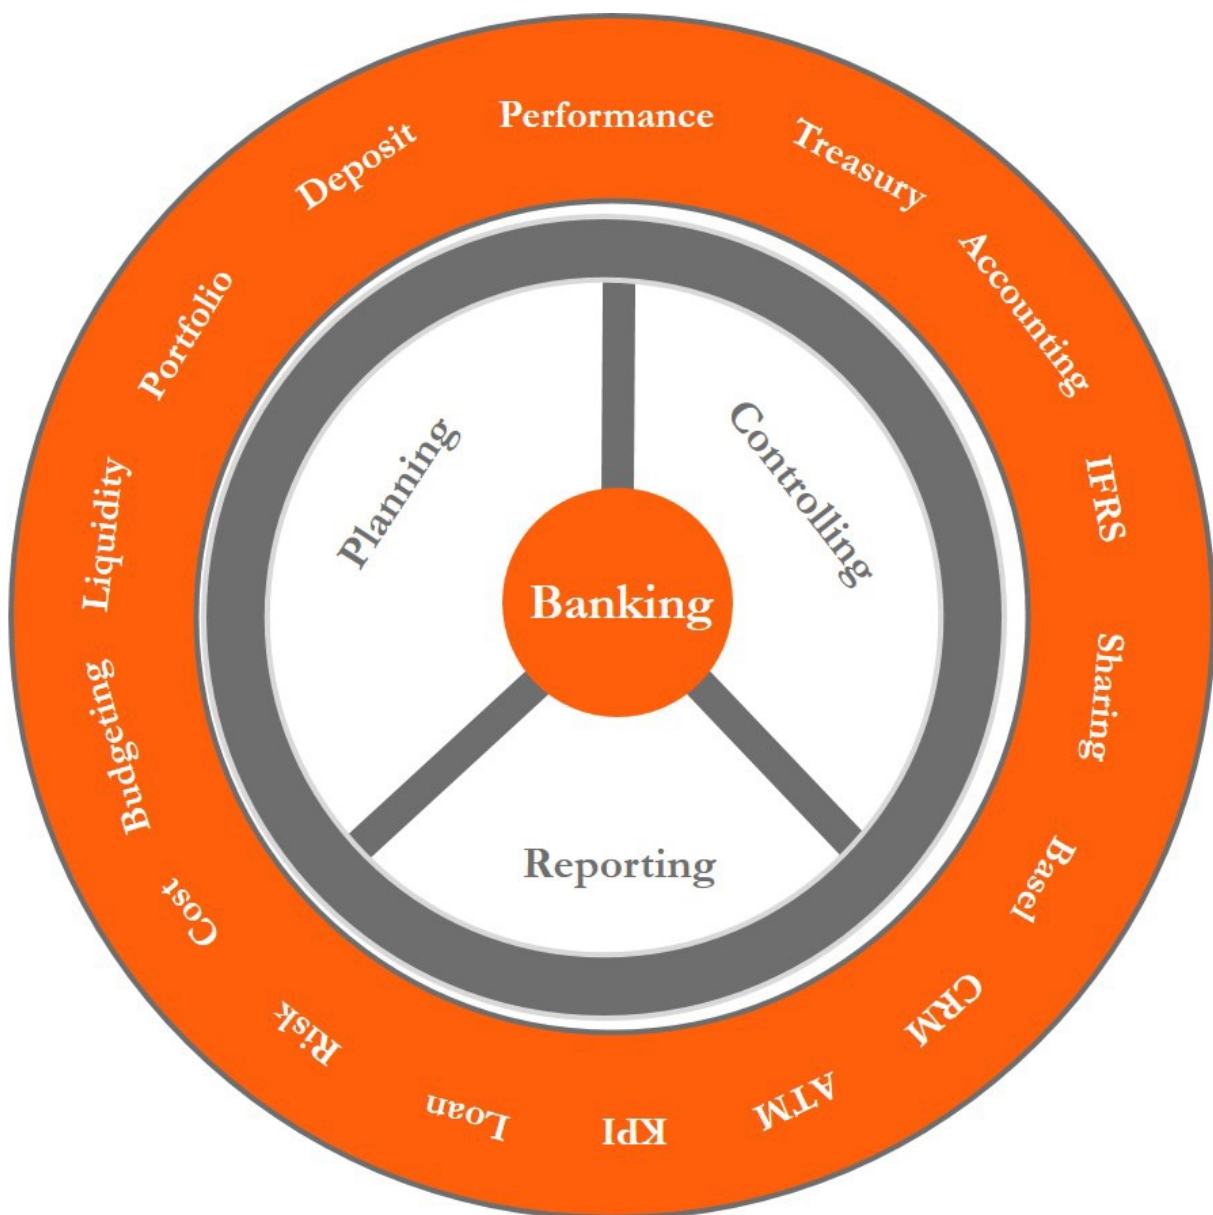 Performance
Treasury
Accounting
IFRS
Sharing
Basel
CRM
ATM
KPI
Loan
Risk
Cost
Budgeting
Liquidity
Portfolio
Deposit
Planning
Controlling
Banking
Reporting